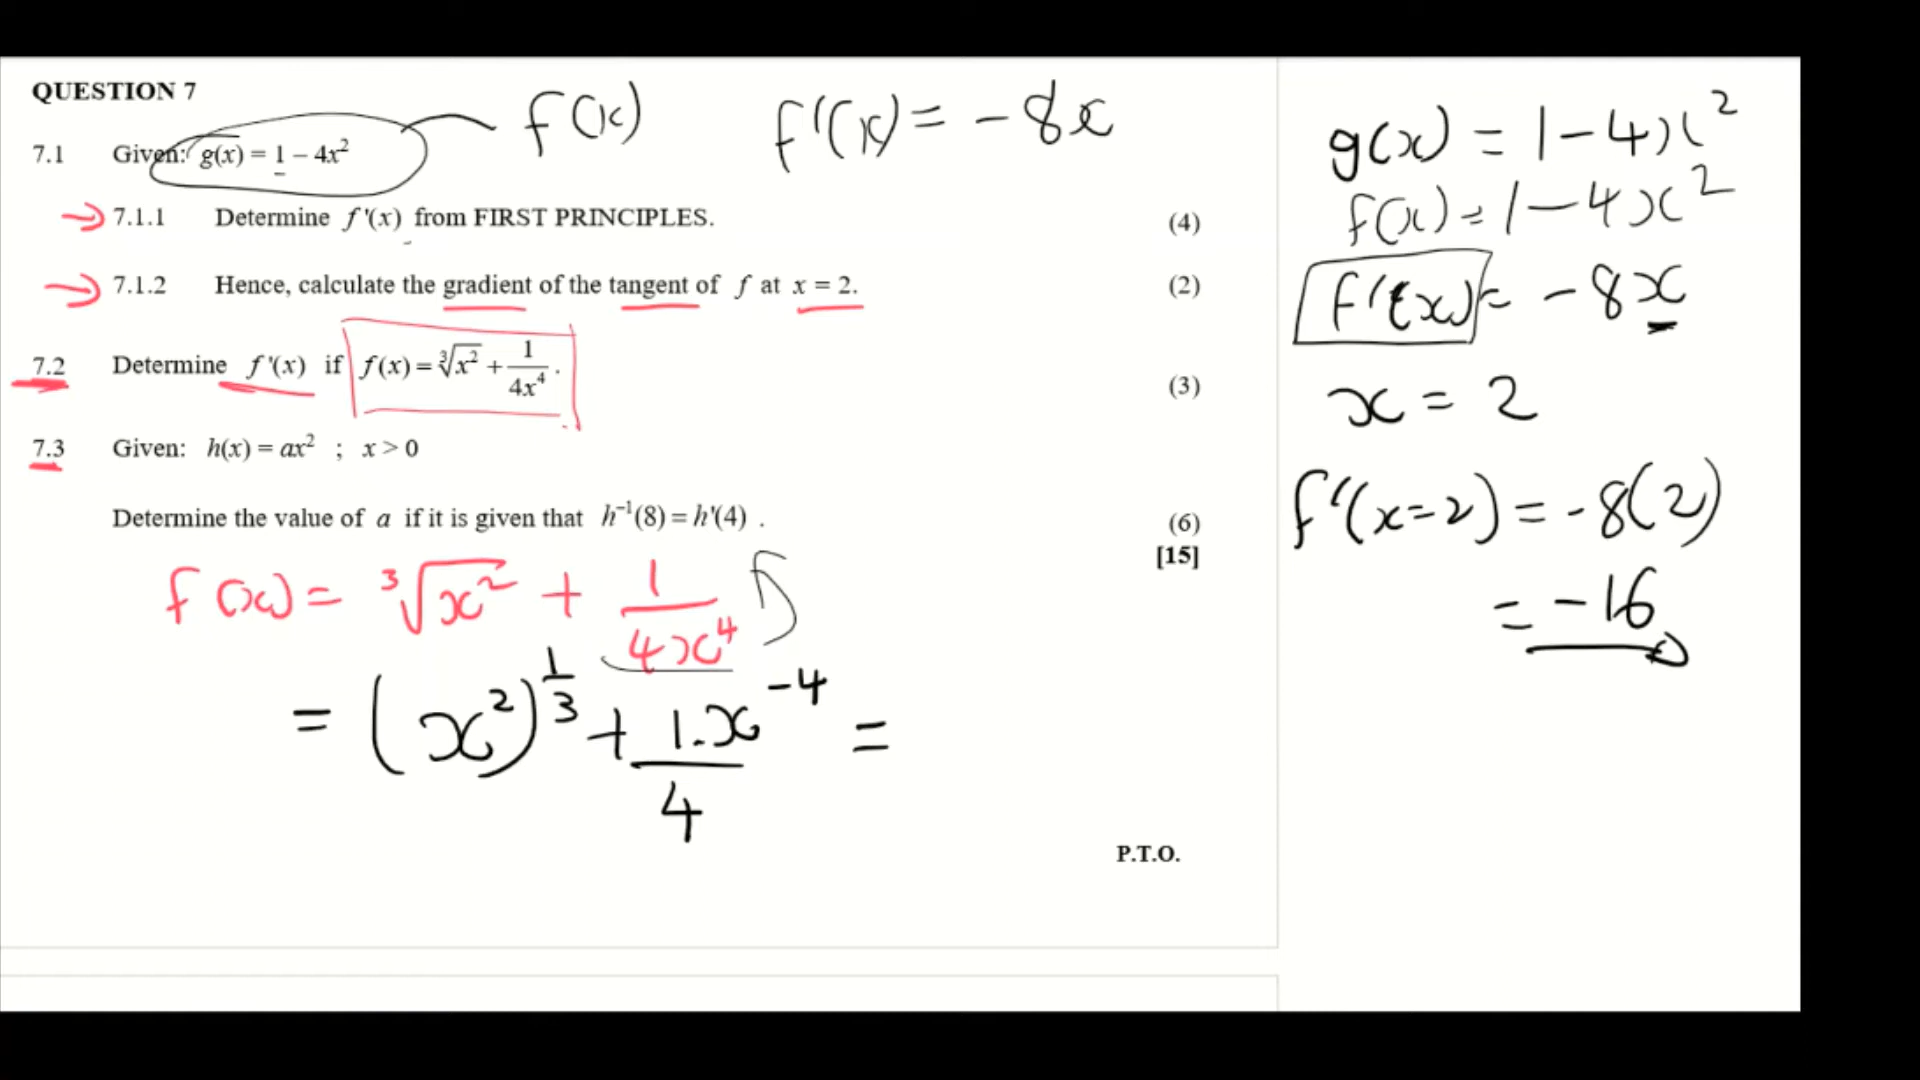 QUESTION 7
f(x)
f'(x) = -8x
7.1 Given: g(x) = 1 – 4x²
7.1.1 Determine f '(x) from FIRST PRINCIPLES. (4)
7.1.2 Hence, calculate the gradient of the tangent of f at x = 2. (2)
7.2 Determine f '(x) if f(x) = ∛x² + 1/4x⁴ . (3)
7.3 Given: h(x) = ax² ; x > 0
Determine the value of a if it is given that h⁻¹(8) = h'(4) . (6)
[15]
f(x) = ∛x² + 1/4x⁴
= (x²)^(1/3) + 1.x⁻⁴/4 =
P.T.O.
g(x) = 1 - 4x²
f(x) = 1 - 4x²
f'(x) = -8x
x = 2
f'(x=2) = -8(2)
= -16